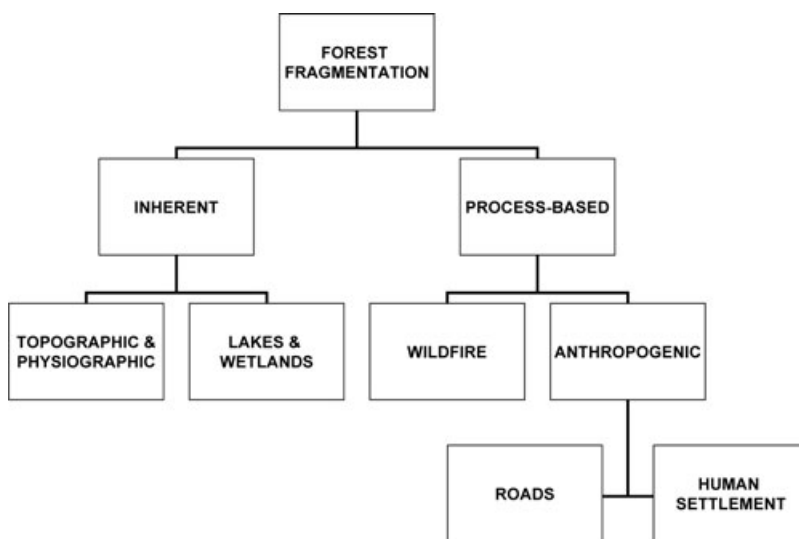 FOREST
FRAGMENTATION
INHERENT
PROCESS-BASED
TOPOGRAPHIC &
PHYSIOGRAPHIC
LAKES &
WETLANDS
WILDFIRE
ANTHROPOGENIC
ROADS
HUMAN
SETTLEMENT